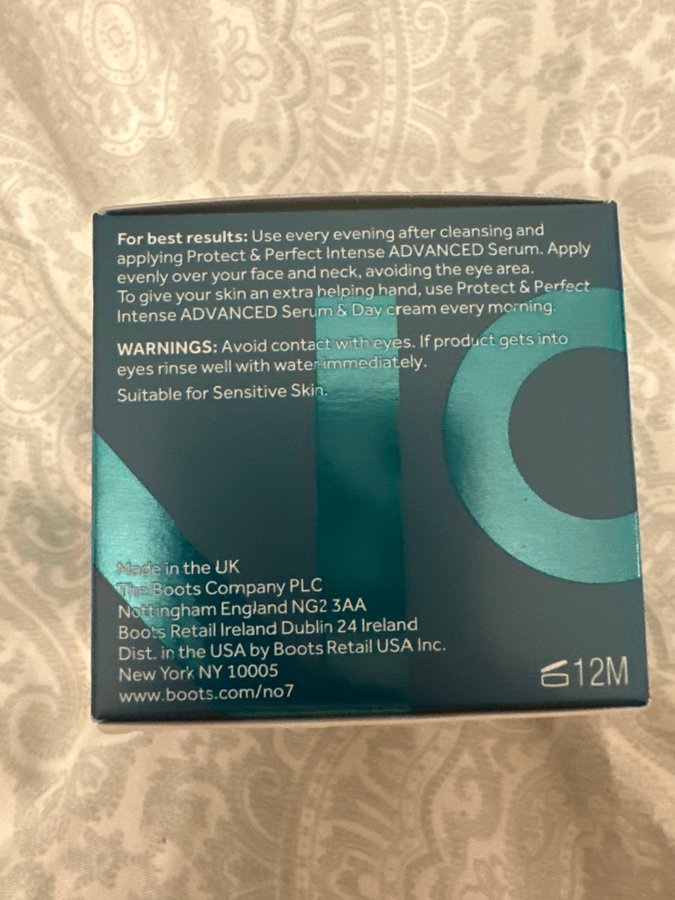 For best results: Use every evening after cleansing and
applying Protect & Perfect Intense ADVANCED Serum. Apply
evenly over your face and neck, avoiding the eye area.
To give your skin an extra helping hand, use Protect & Perfect
Intense ADVANCED Serum & Day cream every morning.
WARNINGS: Avoid contact with eyes. If product gets into
eyes rinse well with water immediately.
Suitable for Sensitive Skin.
Made in the UK
The Boots Company PLC
Nottingham England NG2 3AA
Boots Retail Ireland Dublin 24 Ireland
Dist. in the USA by Boots Retail USA Inc.
New York NY 10005
www.boots.com/no7
12M